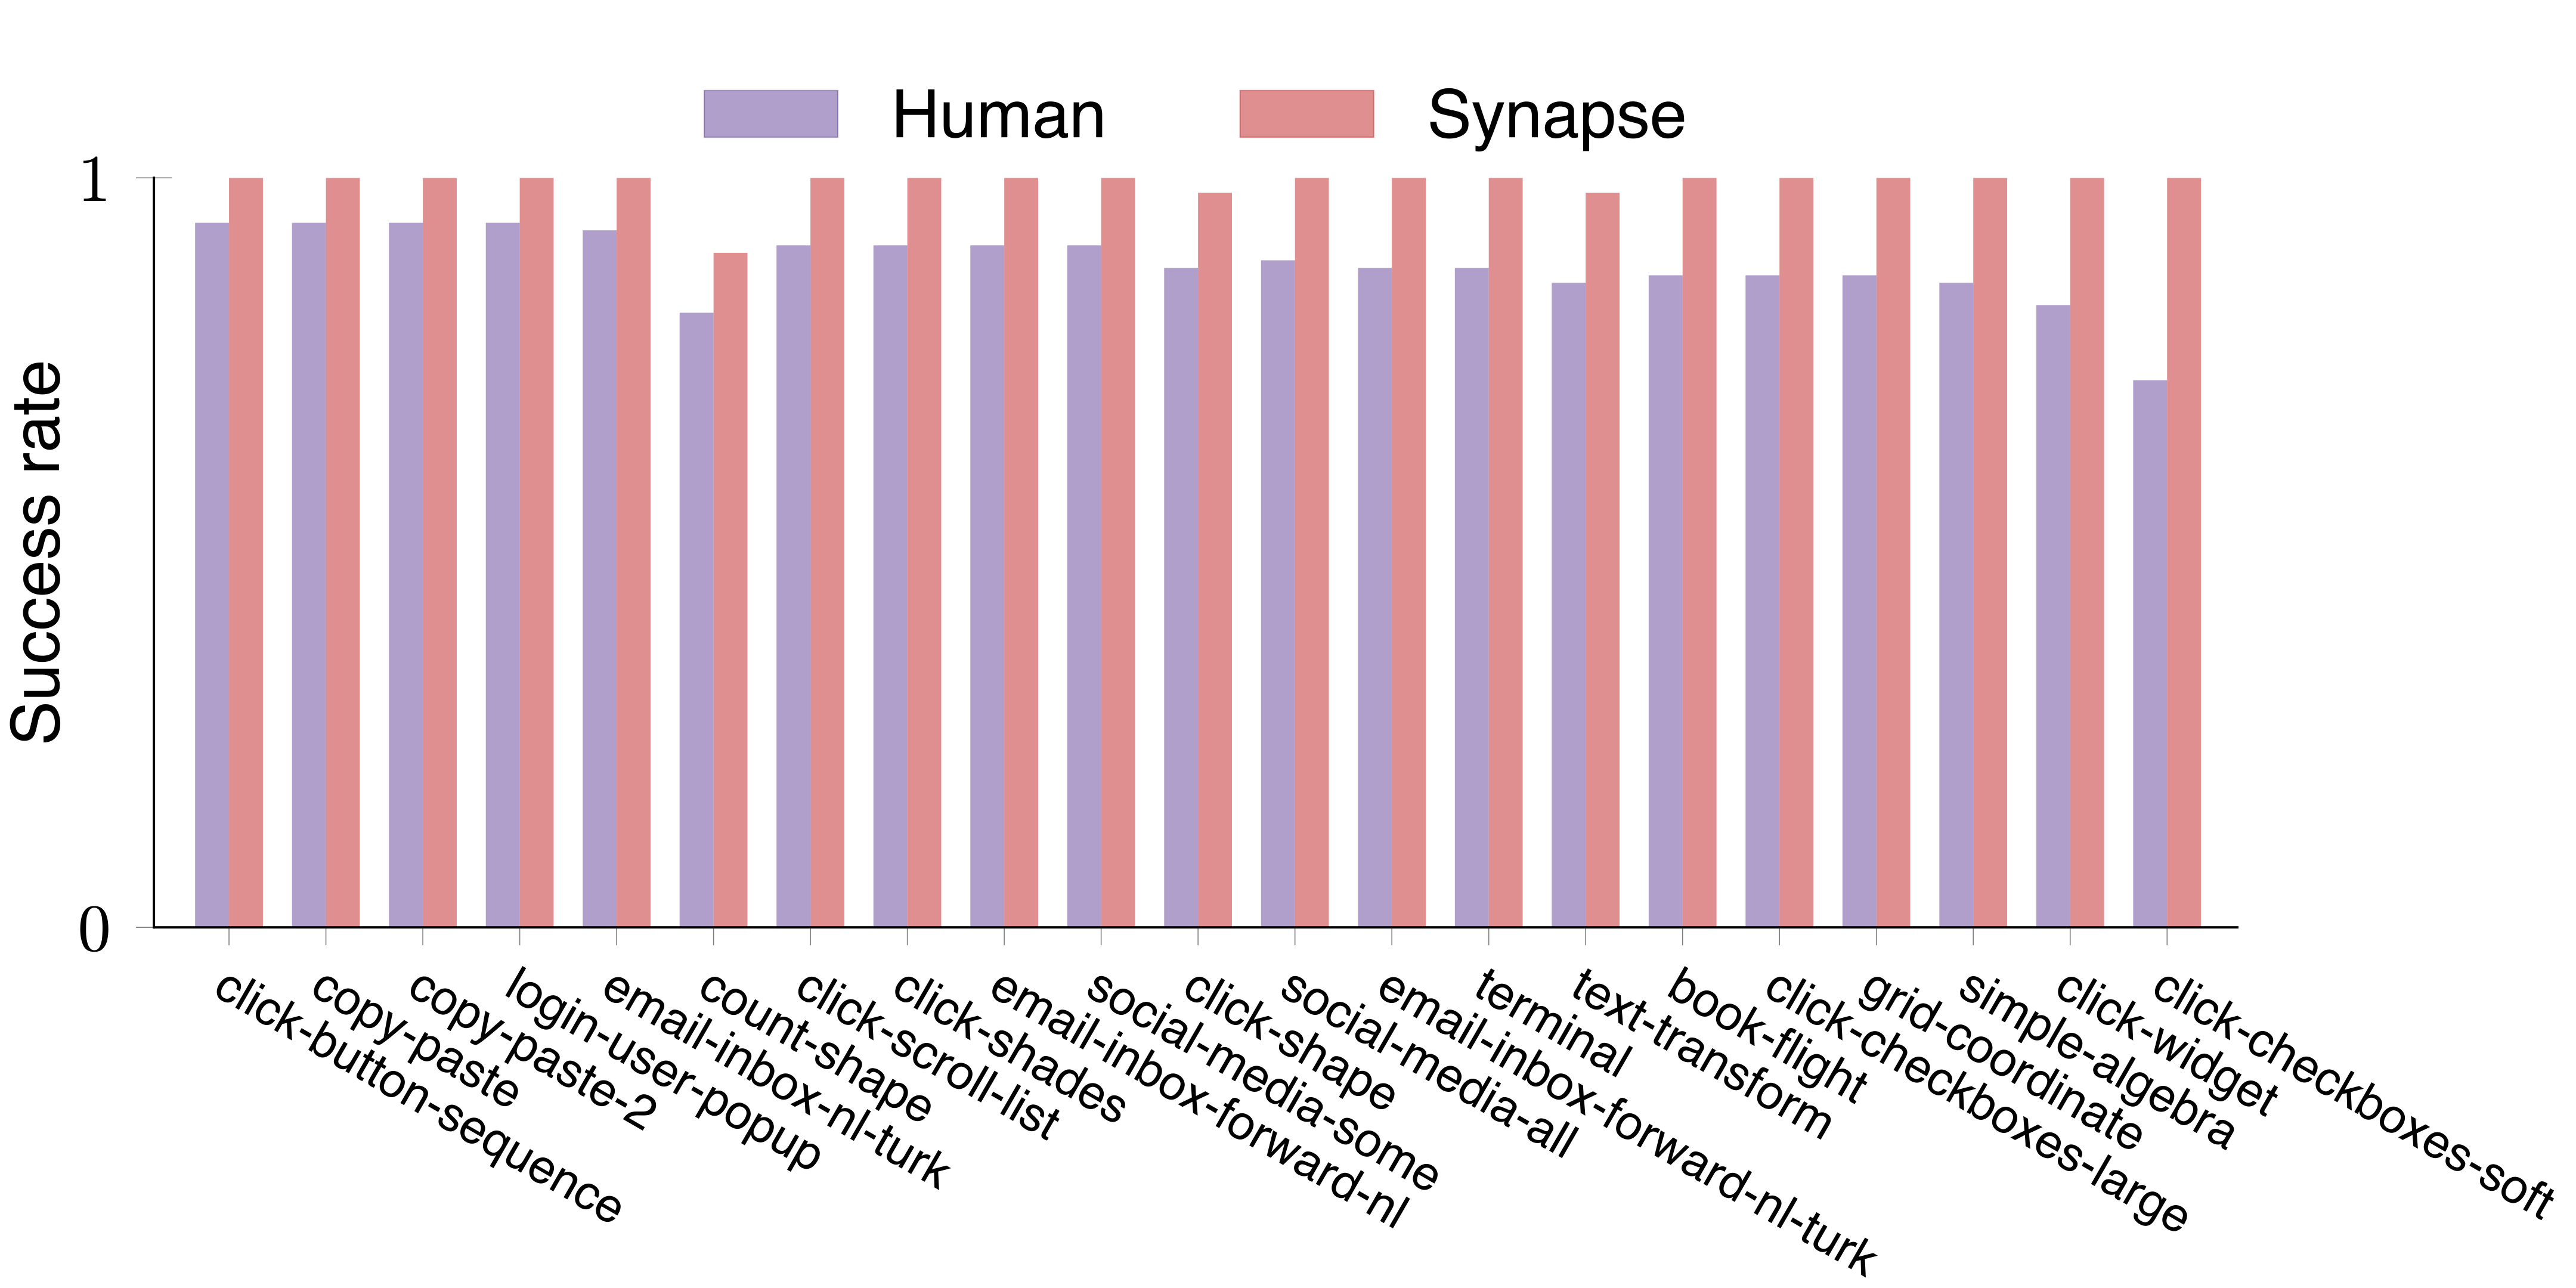 Human
Synapse
1
0
Success rate
click-button-sequence
copy-paste
copy-paste-2
login-user-popup
email-inbox-nl-turk
count-shape
click-scroll-list
click-shades
email-inbox-forward-nl
social-media-some
click-shape
social-media-all
email-inbox-forward-nl-turk
terminal
text-transform
book-flight
click-checkboxes-large
grid-coordinate
simple-algebra
click-widget
click-checkboxes-soft